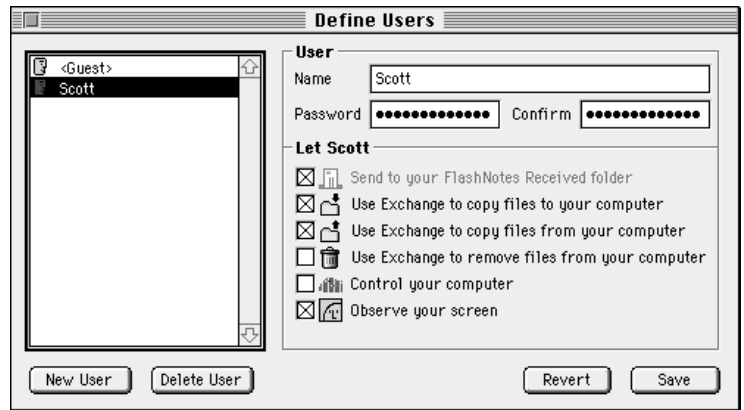 Define Users
<Guest>
Scott
User
Name Scott
Password ●●●●●●●●●●●●● Confirm ●●●●●●●●●●●●●
Let Scott
Send to your FlashNotes Received folder
Use Exchange to copy files to your computer
Use Exchange to copy files from your computer
Use Exchange to remove files from your computer
Control your computer
Observe your screen
New User Delete User Revert Save